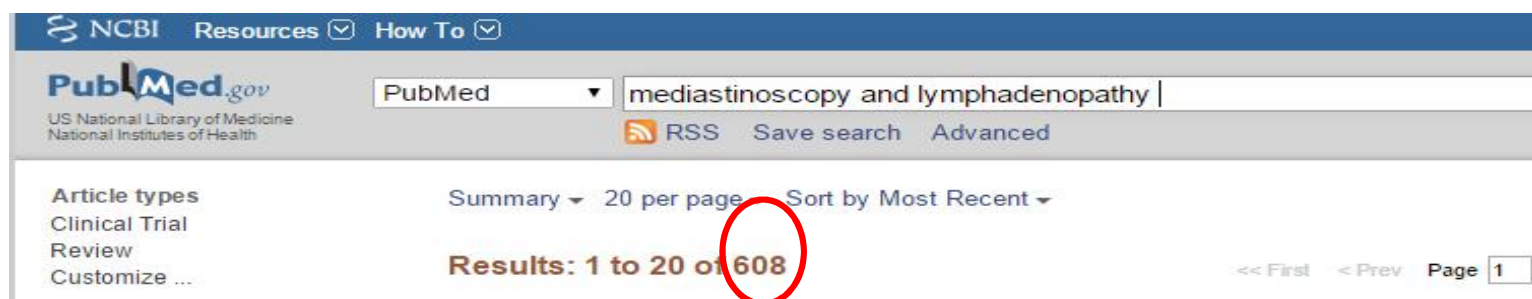 NCBI Resources How To
PubMed.gov
US National Library of Medicine
National Institutes of Health
PubMed
mediastinoscopy and lymphadenopathy
RSS Save search Advanced
Article types
Clinical Trial
Review
Customize ...
Summary 20 per page Sort by Most Recent
Results: 1 to 20 of 608
<< First < Prev Page 1